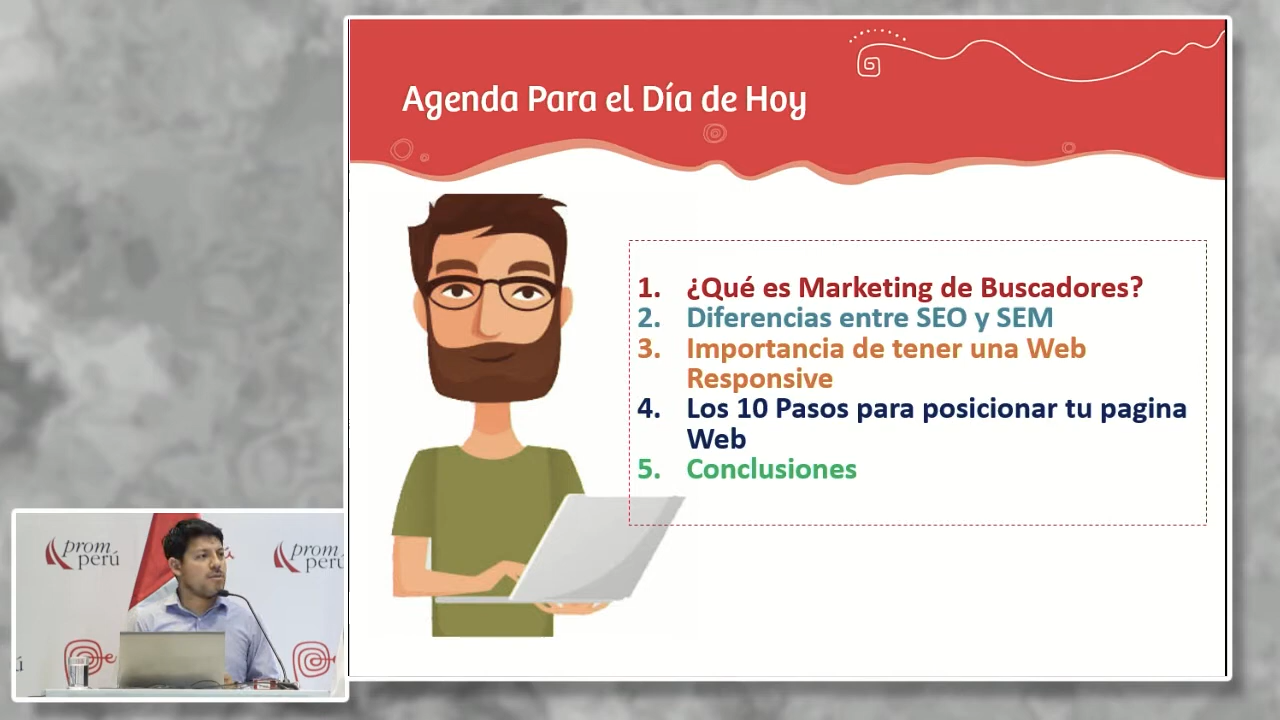 Agenda Para el Día de Hoy
1. ¿Qué es Marketing de Buscadores?
2. Diferencias entre SEO y SEM
3. Importancia de tener una Web
Responsive
4. Los 10 Pasos para posicionar tu pagina
Web
5. Conclusiones
prom
perú
prom
perú